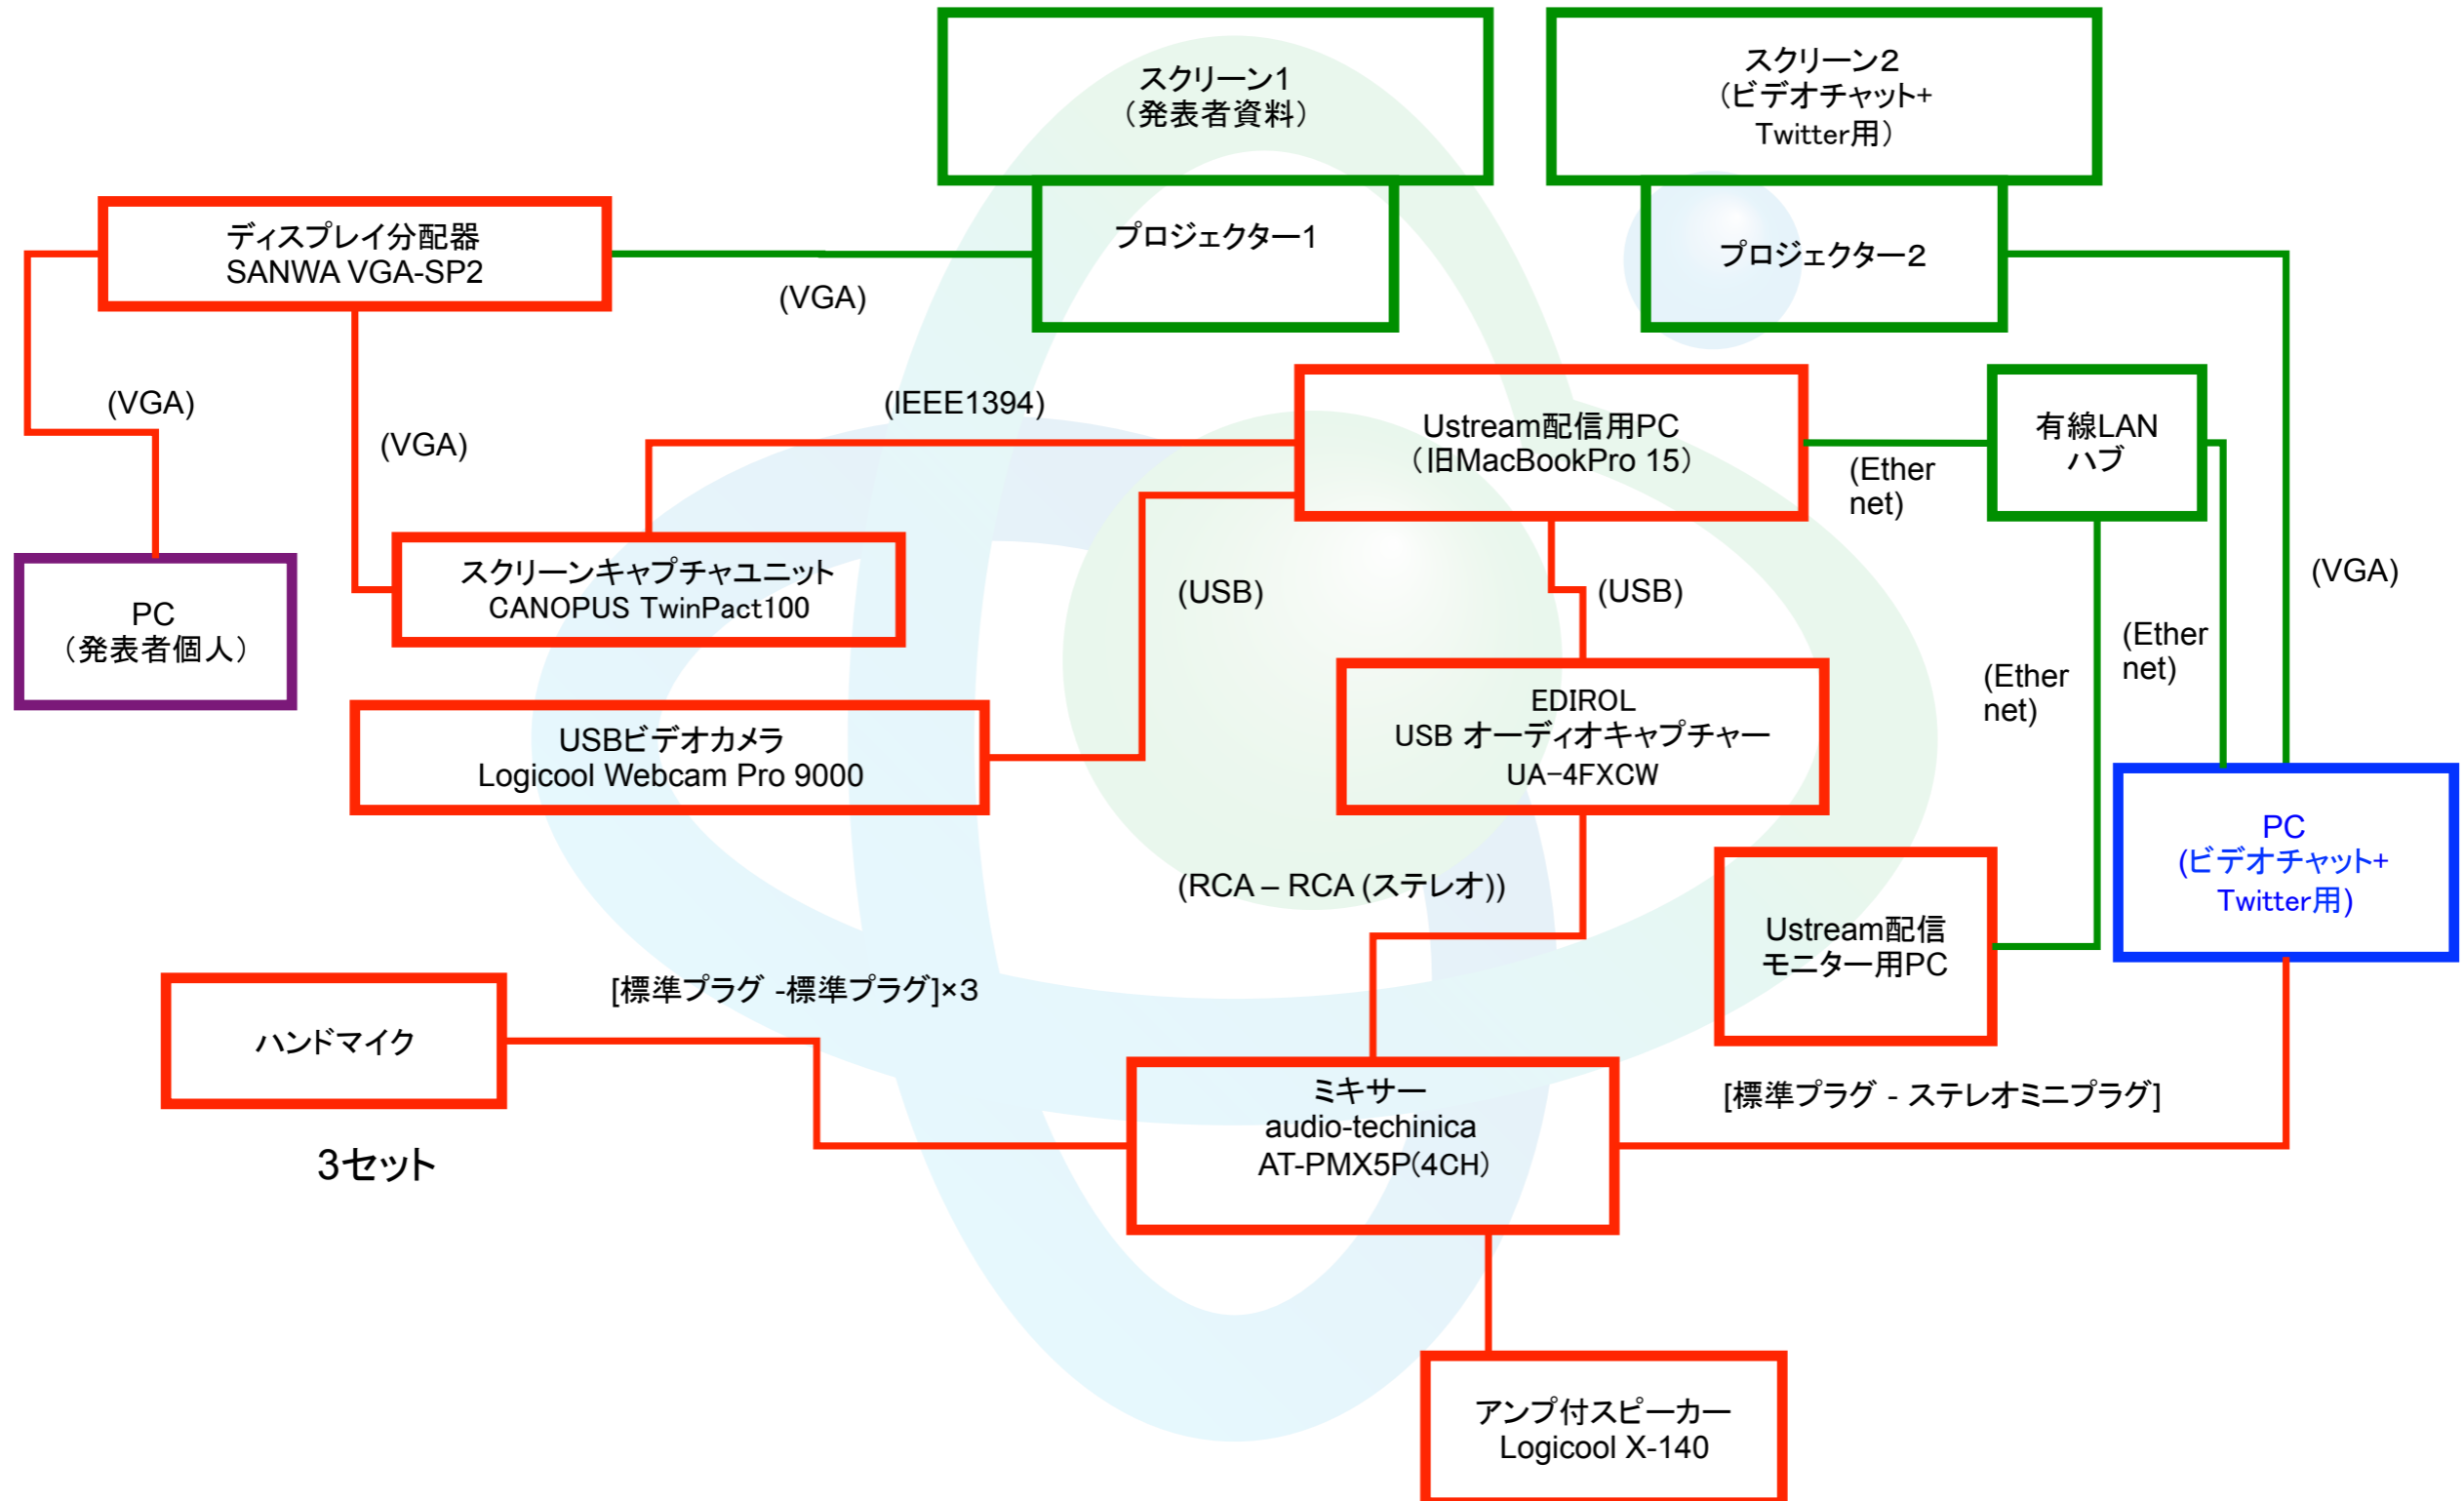 スクリーン1
（発表者資料）
スクリーン２
（ビデオチャット+
Twitter用）
ディスプレイ分配器
SANWA VGA-SP2
プロジェクター1
プロジェクター２
(VGA)
(VGA)
(VGA)
(IEEE1394)
Ustream配信用PC
（旧MacBookPro 15）
(Ether
net)
有線LAN
ハブ
スクリーンキャプチャユニット
CANOPUS TwinPact100
(USB)
(USB)
(VGA)
PC
（発表者個人）
(Ether
net)
(Ether
net)
USBビデオカメラ
Logicool Webcam Pro 9000
EDIROL
USB オーディオキャプチャー
UA-4FXCW
PC
(ビデオチャット+
Twitter用)
(RCA – RCA (ステレオ))
Ustream配信
モニター用PC
[標準プラグ -標準プラグ]×３
ハンドマイク
3セット
ミキサー
audio-techinica
AT-PMX5P(4CH)
[標準プラグ - ステレオミニプラグ]
アンプ付スピーカー
Logicool X-140